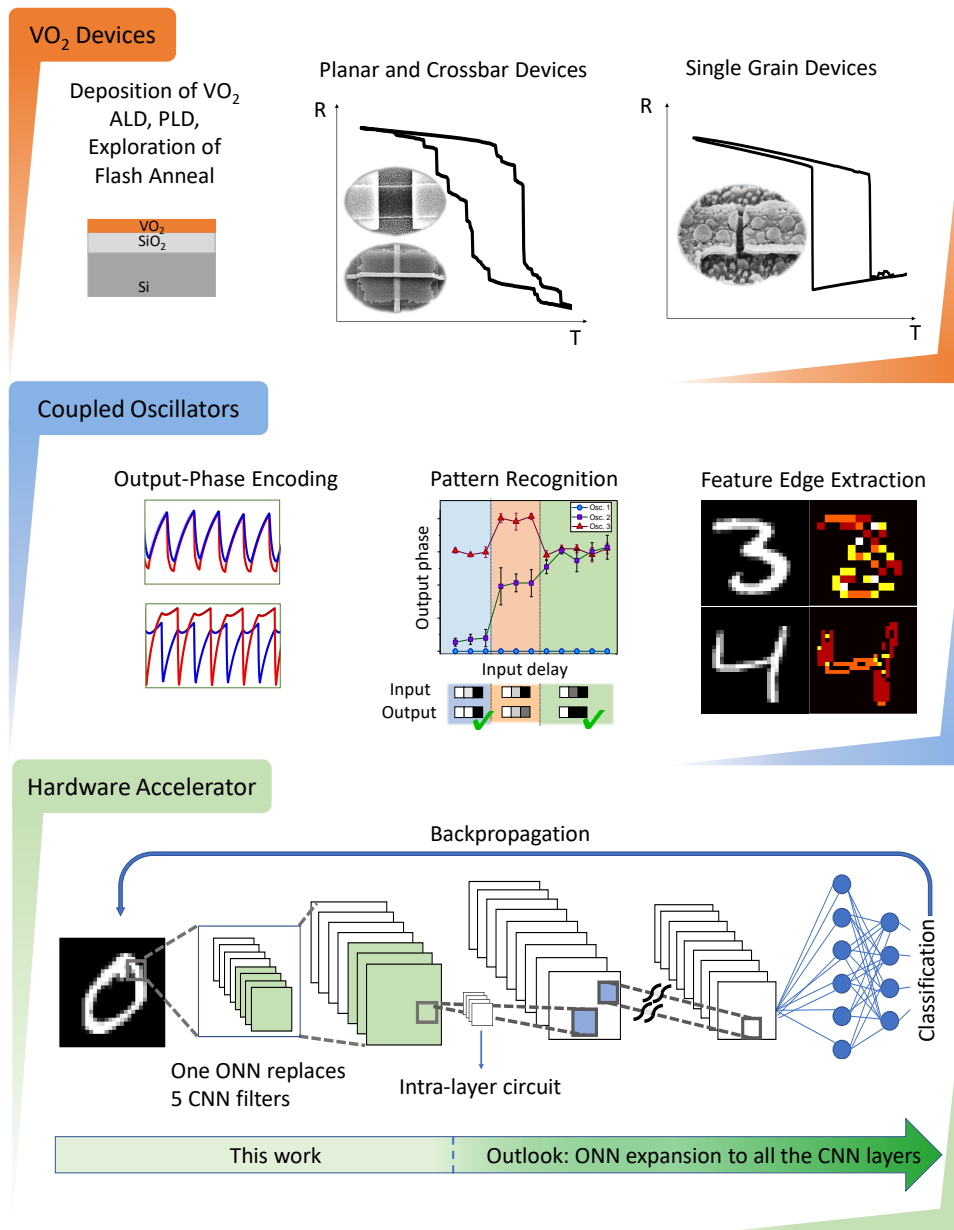 VO₂ Devices
Deposition of VO₂
ALD, PLD,
Exploration of
Flash Anneal
VO₂
SiO₂
Si
Planar and Crossbar Devices
R
T
Single Grain Devices
R
T
Coupled Oscillators
Output-Phase Encoding
Pattern Recognition
Output phase
Osc. 1
Osc. 2
Osc. 3
Input delay
Input
Output
Feature Edge Extraction
Hardware Accelerator
Backpropagation
Classification
One ONN replaces
5 CNN filters
Intra-layer circuit
This work
Outlook: ONN expansion to all the CNN layers